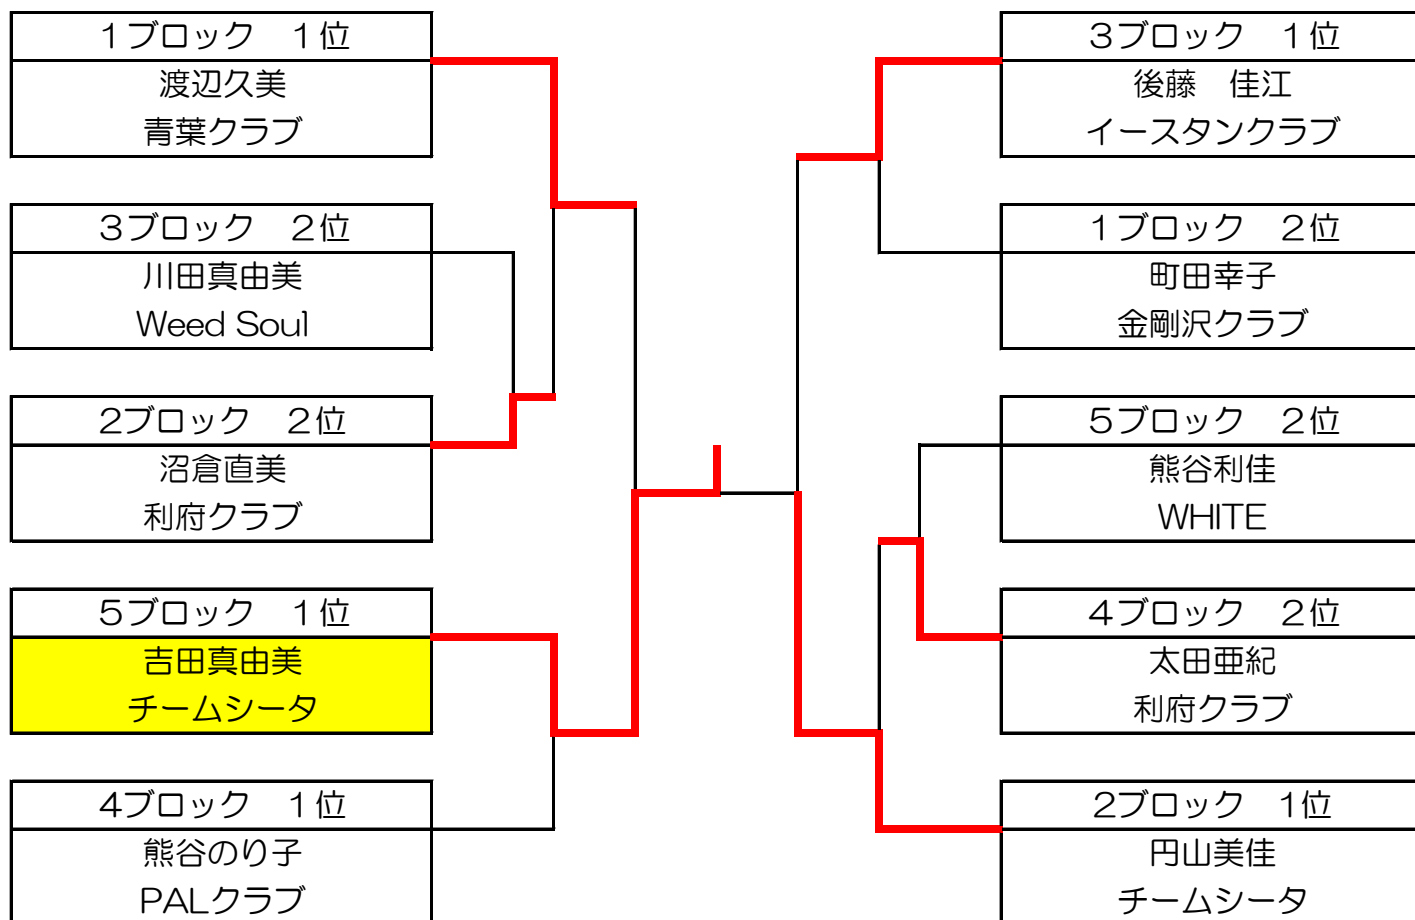 １ブロック　１位
渡辺久美
青葉クラブ
３ブロック　２位
川田真由美
Weed Soul
２ブロック　２位
沼倉直美
利府クラブ
５ブロック　１位
吉田真由美
チームシータ
４ブロック　１位
熊谷のり子
PALクラブ
３ブロック　１位
後藤　佳江
イースタンクラブ
１ブロック　２位
町田幸子
金剛沢クラブ
５ブロック　２位
熊谷利佳
WHITE
４ブロック　２位
太田亜紀
利府クラブ
２ブロック　１位
円山美佳
チームシータ